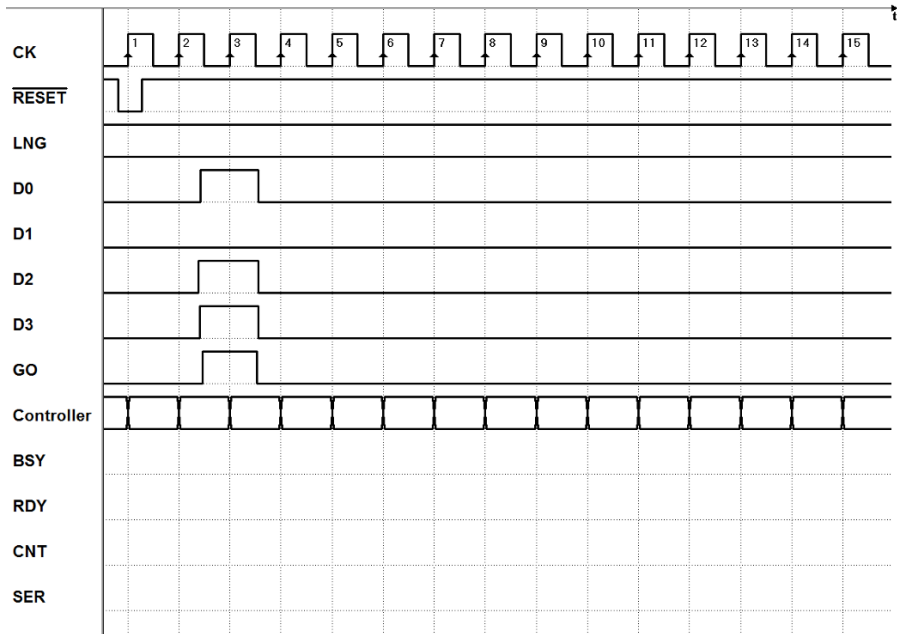 t
CK 1 2 3 4 5 6 7 8 9 10 11 12 13 14 15
RESET
LNG
D0
D1
D2
D3
GO
Controller
BSY
RDY
CNT
SER